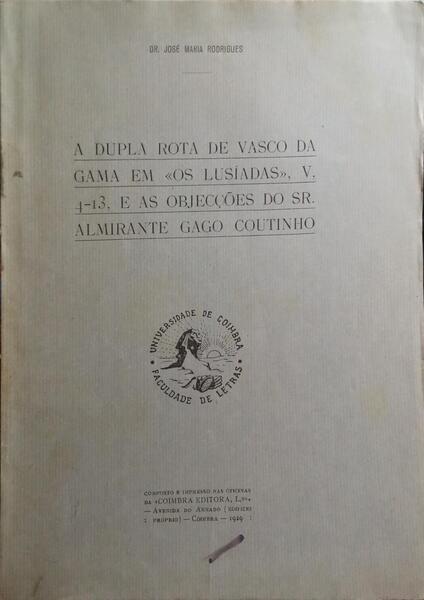 DR. JOSÉ MARIA RODRIGUES
A DUPLA ROTA DE VASCO DA
GAMA EM «OS LUSÍADAS», V,
4-13, E AS OBJECÇÕES DO SR.
ALMIRANTE GAGO COUTINHO
UNIVERSIDADE DE COIMBRA
FACULDADE DE LETRAS
COMPOSTO E IMPRESSO NAS OFICINAS
DA «COIMBRA EDITORA, L.DA»
— AVENIDA DO ARNADO (EDIFÍCIO
: PRÓPRIO) — COIMBRA — 1929 :